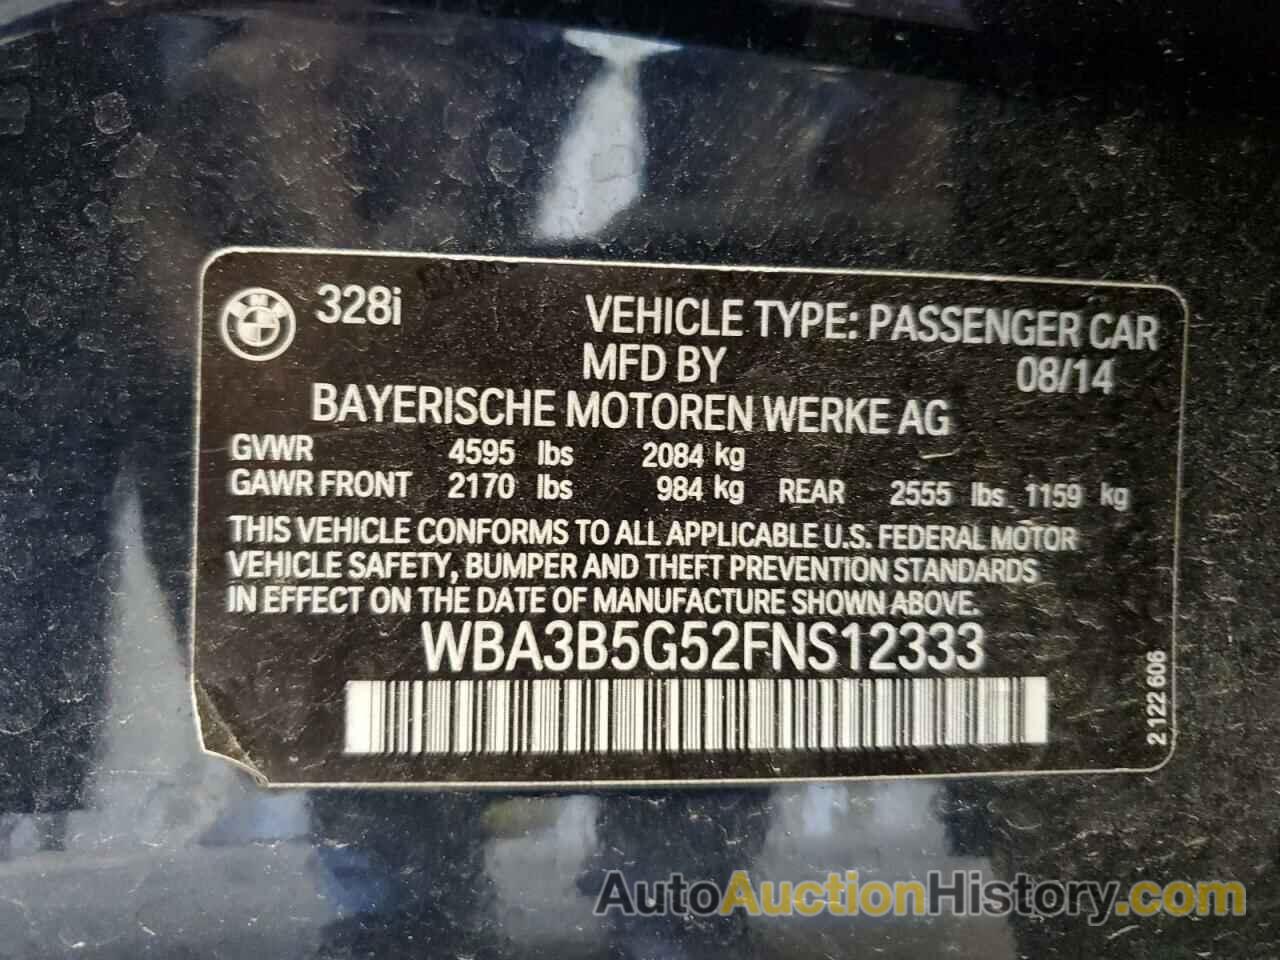 328i
VEHICLE TYPE: PASSENGER CAR
MFD BY 08/14
BAYERISCHE MOTOREN WERKE AG
GVWR 4595 lbs 2084 kg
GAWR FRONT 2170 lbs 984 kg REAR 2555 lbs 1159 kg
THIS VEHICLE CONFORMS TO ALL APPLICABLE U.S. FEDERAL MOTOR
VEHICLE SAFETY, BUMPER AND THEFT PREVENTION STANDARDS
IN EFFECT ON THE DATE OF MANUFACTURE SHOWN ABOVE.
WBA3B5G52FNS12333
2 122 606
AutoAuctionHistory.com